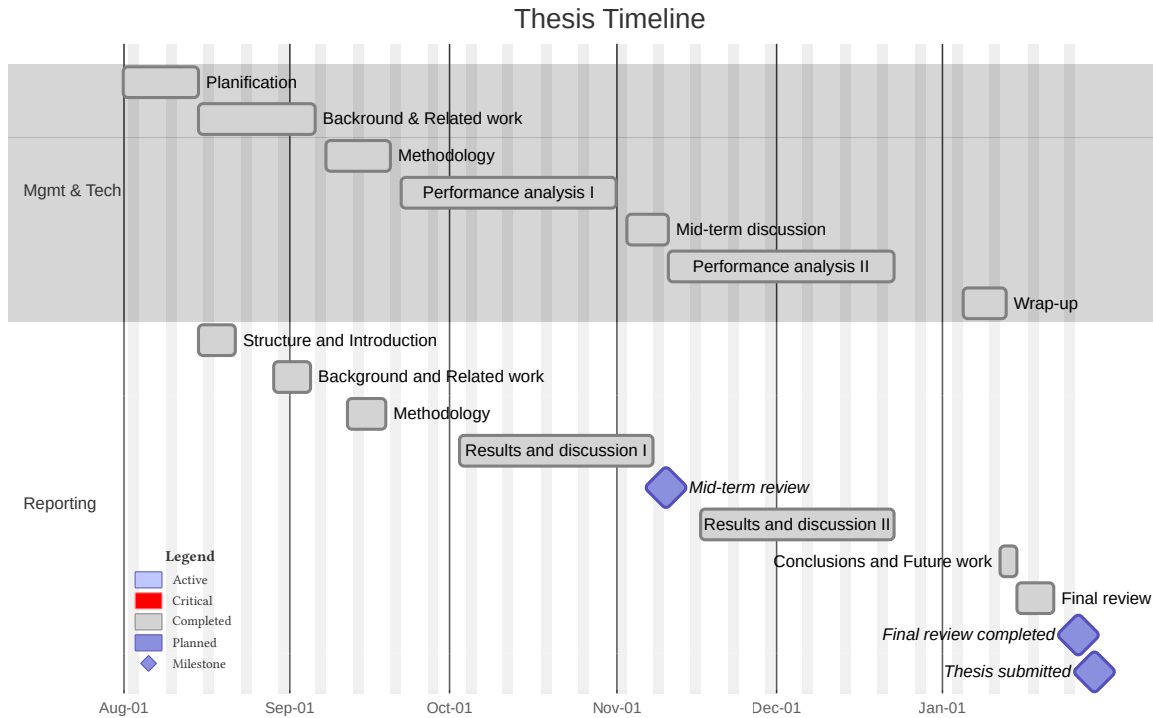 Thesis Timeline
Planification
Backround & Related work
Methodology
Mgmt & Tech
Performance analysis I
Mid-term discussion
Performance analysis II
Wrap-up
Structure and Introduction
Background and Related work
Methodology
Results and discussion I
Mid-term review
Reporting
Results and discussion II
Conclusions and Future work
Final review
Final review completed
Thesis submitted
Legend
Active
Critical
Completed
Planned
Milestone
Aug-01 Sep-01 Oct-01 Nov-01 Dec-01 Jan-01